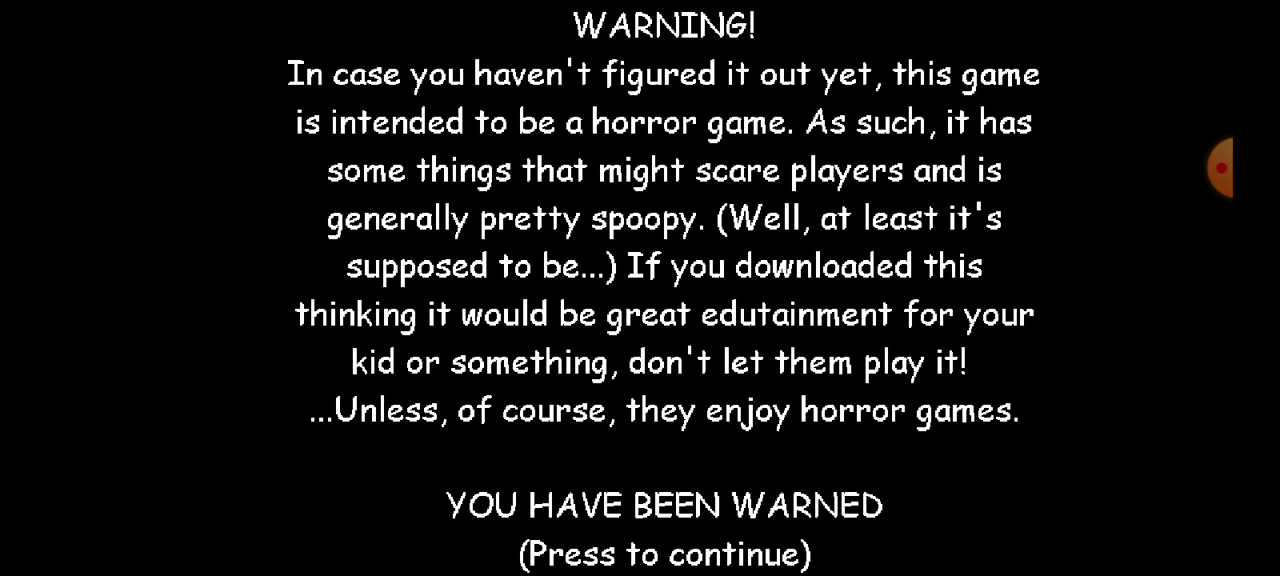 WARNING!
In case you haven't figured it out yet, this game
is intended to be a horror game. As such, it has
some things that might scare players and is
generally pretty spoopy. (Well, at least it's
supposed to be...) If you downloaded this
thinking it would be great edutainment for your
kid or something, don't let them play it!
...Unless, of course, they enjoy horror games.
YOU HAVE BEEN WARNED
(Press to continue)